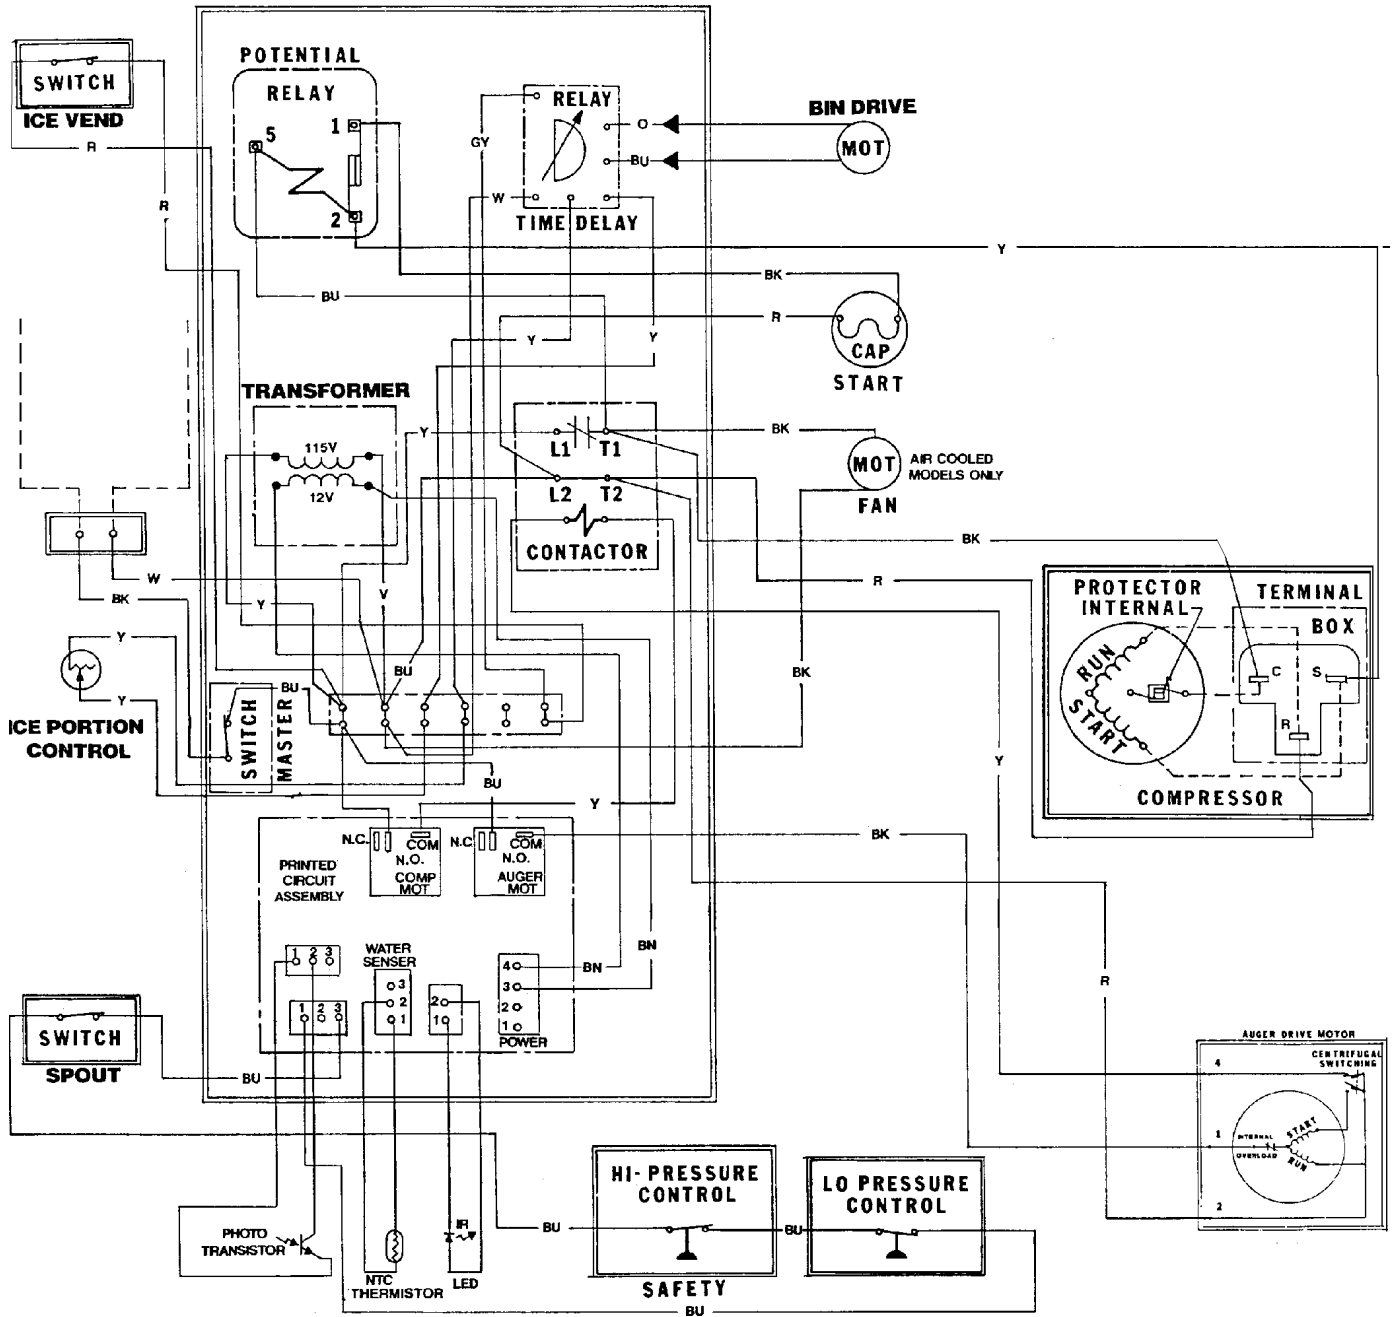 POTENTIAL
RELAY
5
1
2
SWITCH
ICE VEND
R
R
GY
RELAY
W
TIME DELAY
O
BU
BIN DRIVE
MOT
Y
BK
BU
R
Y
Y
CAP
START
TRANSFORMER
115V
12V
Y
L1
T1
L2
T2
CONTACTOR
BK
MOT
AIR COOLED
MODELS ONLY
FAN
BK
R
W
BK
Y
V
Y
Y
BU
BU
BK
ICE PORTION
CONTROL
SWITCH
MASTER
PROTECTOR
INTERNAL
TERMINAL
BOX
RUN
START
C
S
R
COMPRESSOR
Y
BU
Y
BK
PRINTED
CIRCUIT
ASSEMBLY
N.C.
COM
N.O.
COMP
MOT
N.C.
COM
N.O.
AUGER
MOT
BN
BN
WATER
SENSER
1 2 3
3
2
1
4
3
2
1
POWER
1 2 3
2
1
R
SWITCH
SPOUT
BU
AUGER DRIVE MOTOR
CENTRIFUGAL
SWITCHING
4
1
2
INTERNAL
OVERLOAD
START
RUN
HI- PRESSURE
CONTROL
SAFETY
LO PRESSURE
CONTROL
BU
BU
BU
PHOTO
TRANSISTOR
NTC
THERMISTOR
IR
LED